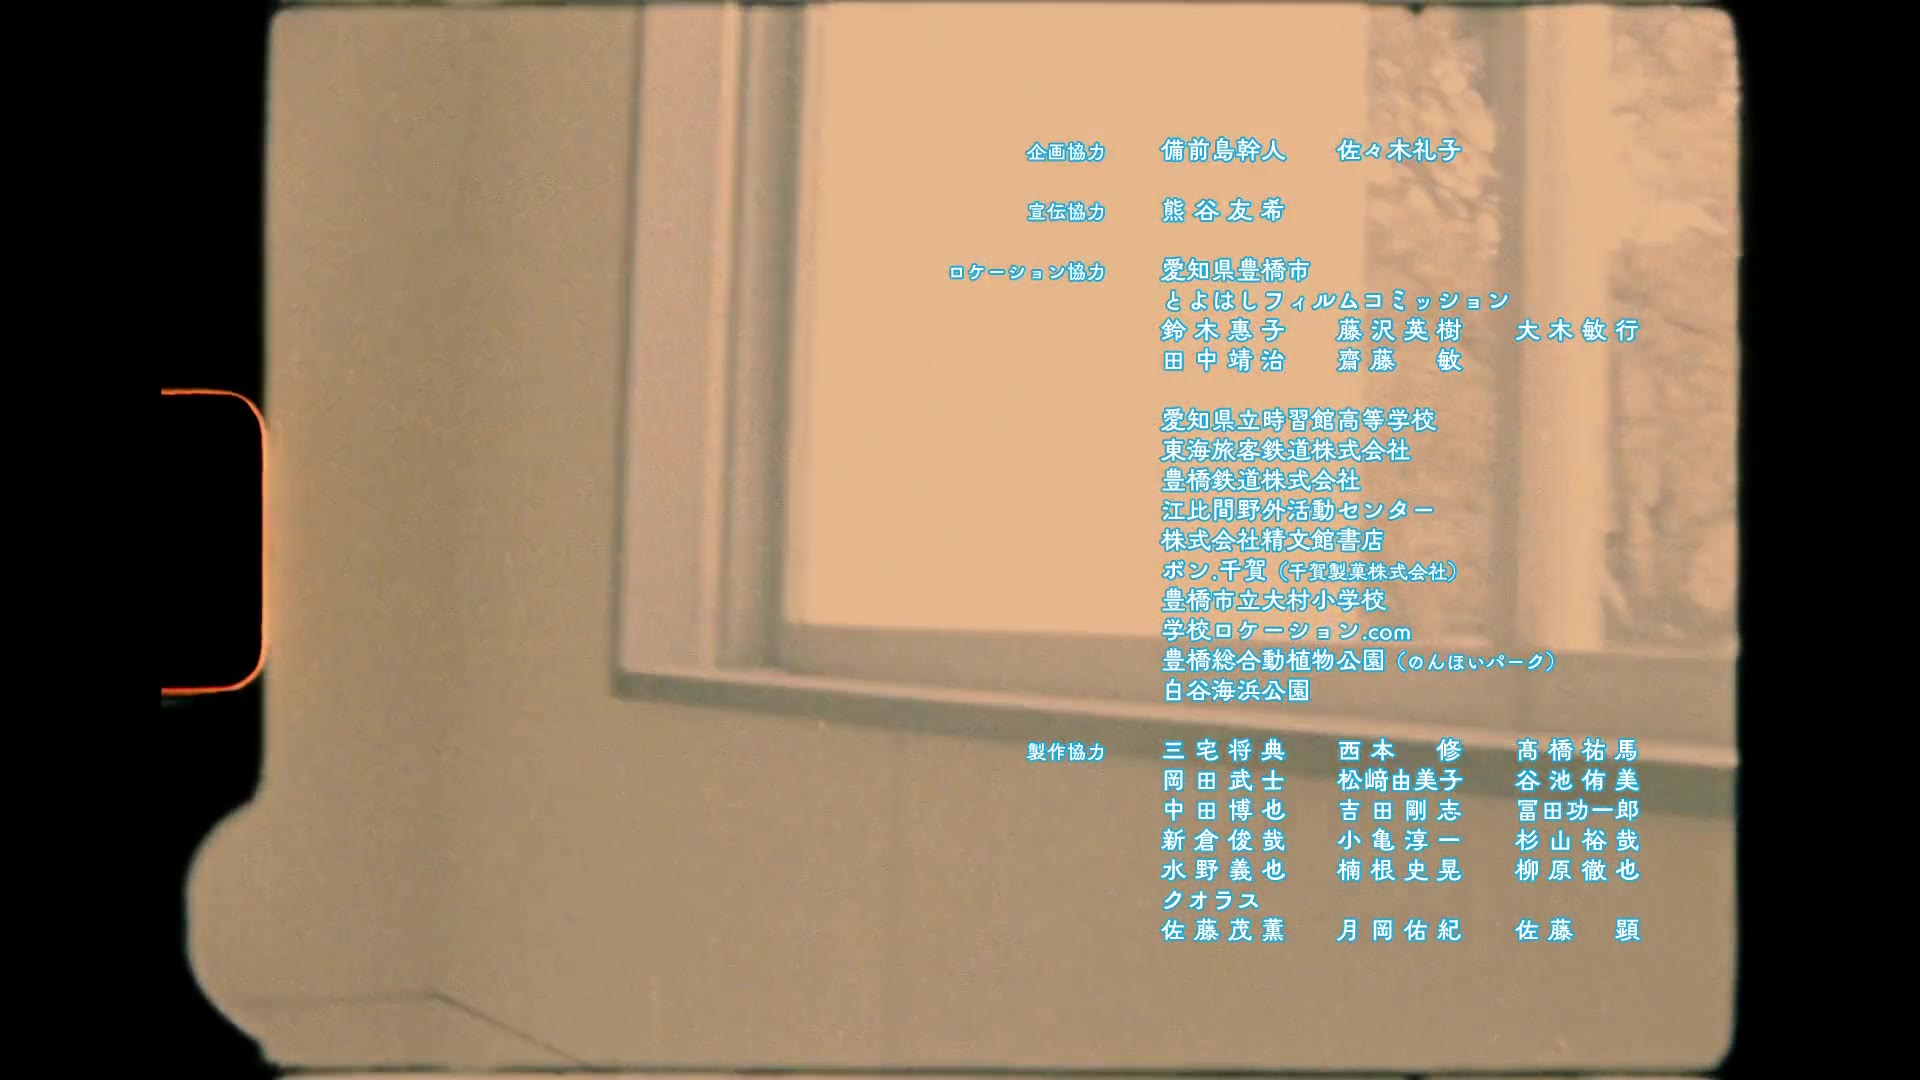 企画協力 備前島幹人 佐々木礼子
宣伝協力 熊谷友希
ロケーション協力 愛知県豊橋市
とよはしフィルムコミッション
鈴木惠子 藤沢英樹 大木敏行
田中靖治 齋藤 敏
愛知県立時習館高等学校
東海旅客鉄道株式会社
豊橋鉄道株式会社
江比間野外活動センター
株式会社精文館書店
ボン.千賀（千賀製菓株式会社）
豊橋市立大村小学校
学校ロケーション.com
豊橋総合動植物公園（のんほいパーク）
白谷海浜公園
製作協力 三宅将典 西本 修 髙橋祐馬
岡田武士 松﨑由美子 谷池侑美
中田博也 吉田剛志 冨田功一郎
新倉俊哉 小亀淳一 杉山裕哉
水野義也 楠根史晃 柳原徹也
クオラス
佐藤茂薫 月岡佑紀 佐藤 顕